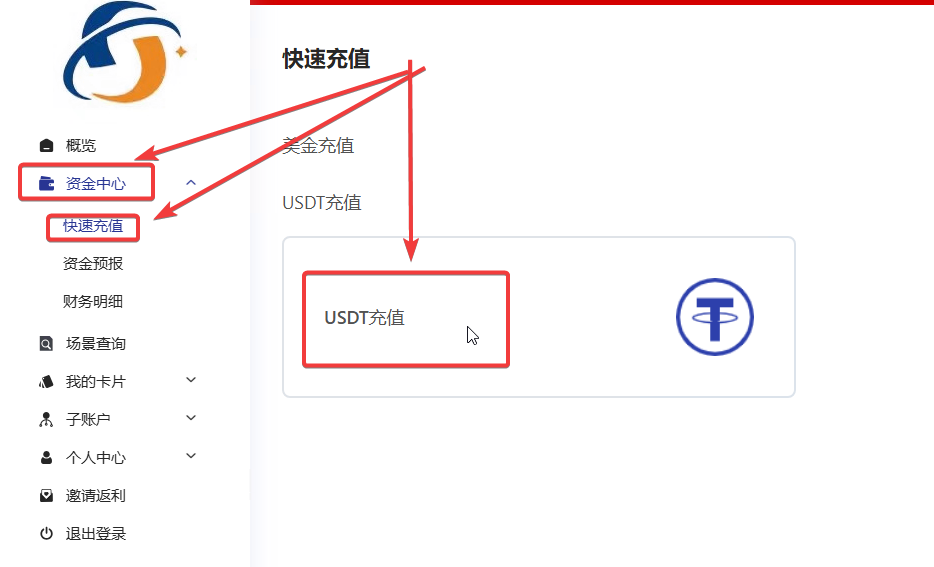 概览
资金中心
快速充值
资金预报
财务明细
场景查询
我的卡片
子账户
个人中心
邀请返利
退出登录
快速充值
美金充值
USDT充值
USDT充值